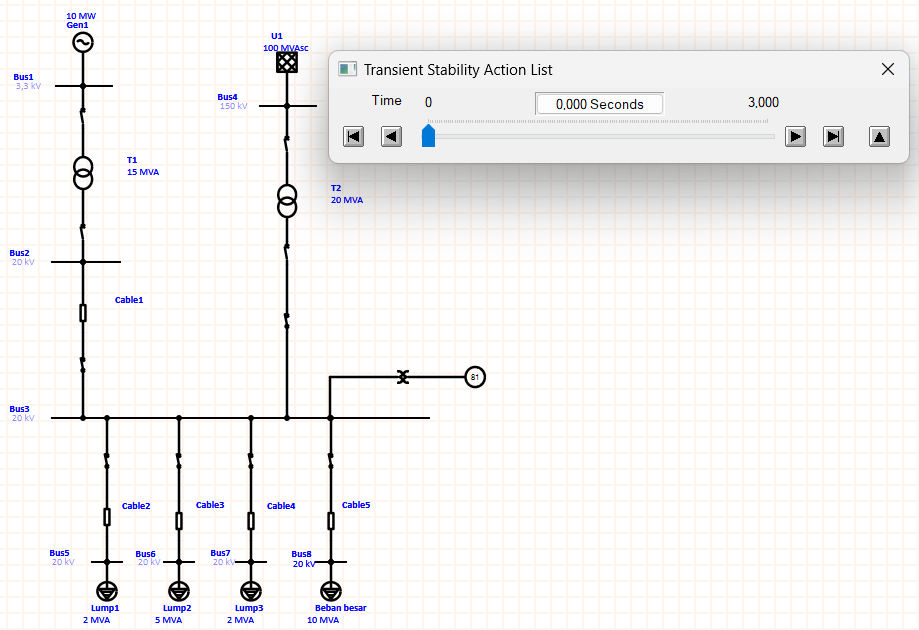 10 MW
Gen1
U1
100 MVAsc
Transient Stability Action List
Time
0
0,000 Seconds
3,000
Bus1
3,3 kV
Bus4
150 kV
T1
15 MVA
T2
20 MVA
Bus2
20 kV
Cable1
81
Bus3
20 kV
Cable2
Cable3
Cable4
Cable5
Bus5
20 kV
Bus6
20 kV
Bus7
20 kV
Bus8
20 kV
Lump1
2 MVA
Lump2
5 MVA
Lump3
2 MVA
Beban besar
10 MVA